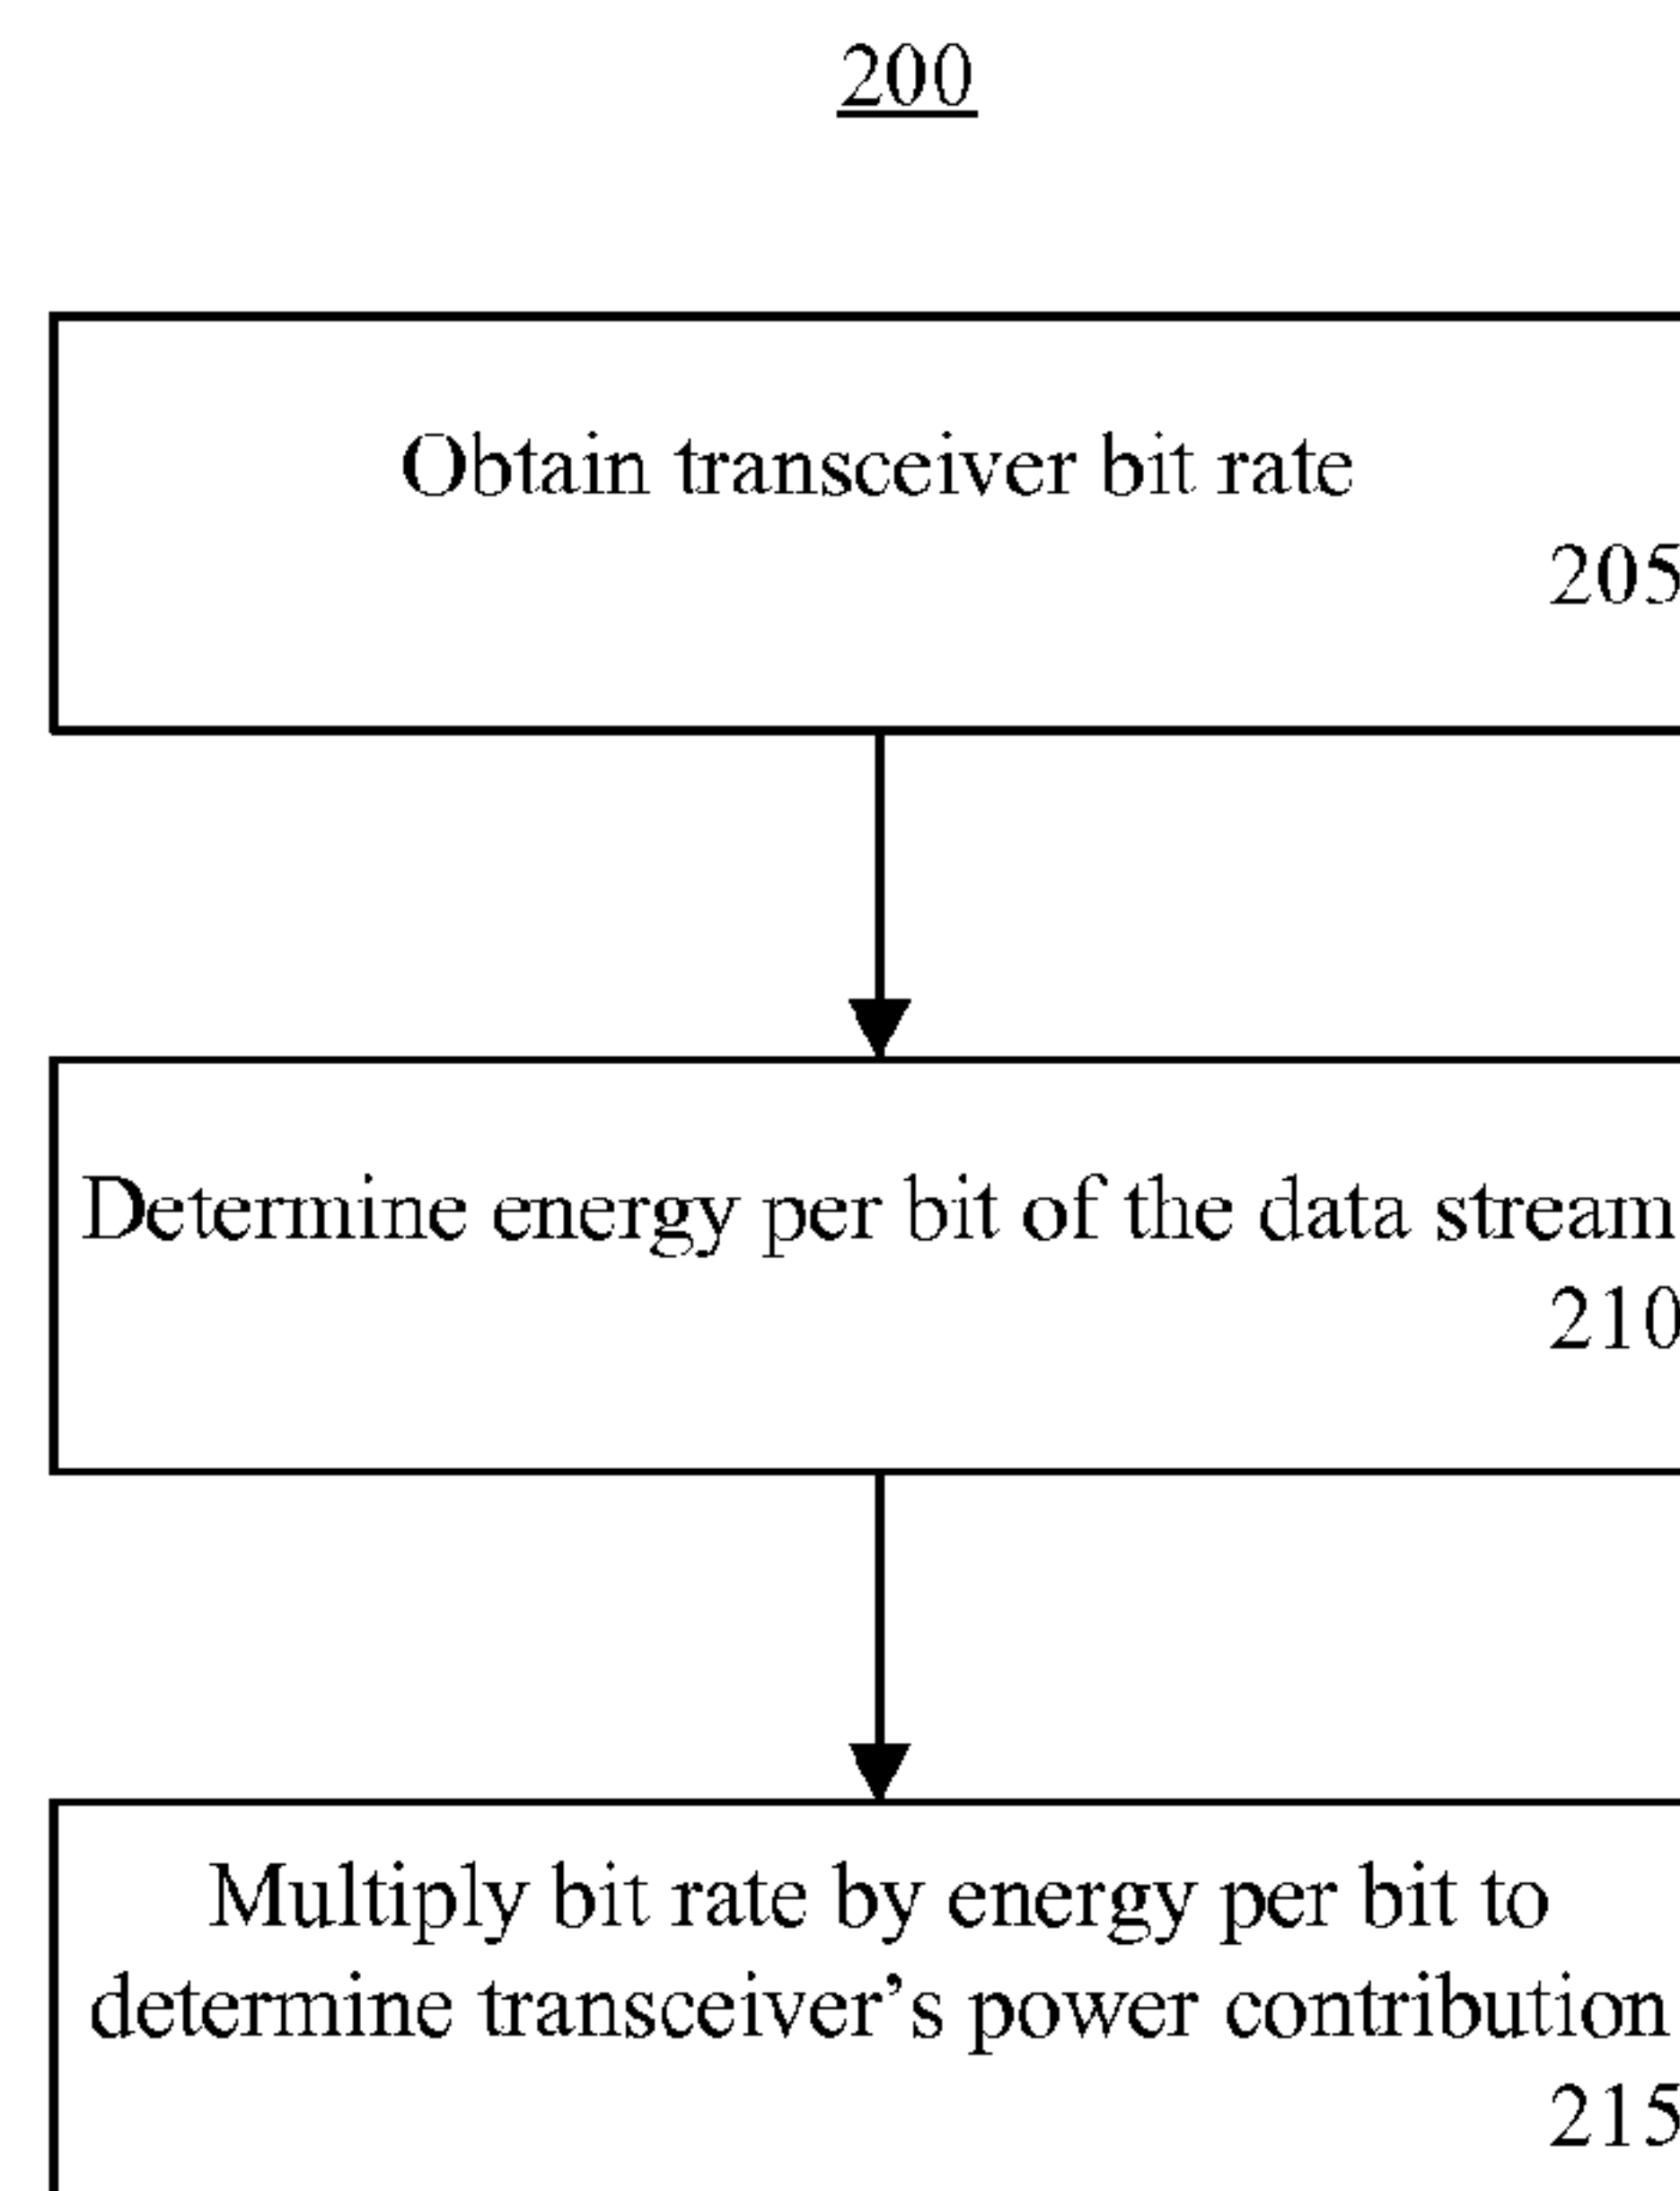 200
Obtain transceiver bit rate
205
Determine energy per bit of the data stream
210
Multiply bit rate by energy per bit to
determine transceiver’s power contribution
215